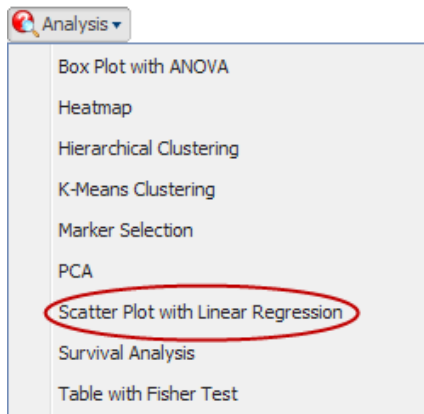 Analysis
Box Plot with ANOVA
Heatmap
Hierarchical Clustering
K-Means Clustering
Marker Selection
PCA
Scatter Plot with Linear Regression
Survival Analysis
Table with Fisher Test